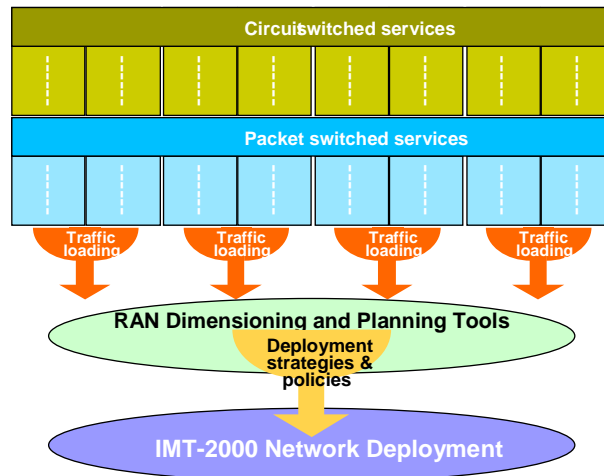 Circuitswitched services
Packet switched services
Traffic
loading
Traffic
loading
Traffic
loading
Traffic
loading
RAN Dimensioning and Planning Tools
Deployment
strategies &
policies
IMT-2000 Network Deployment